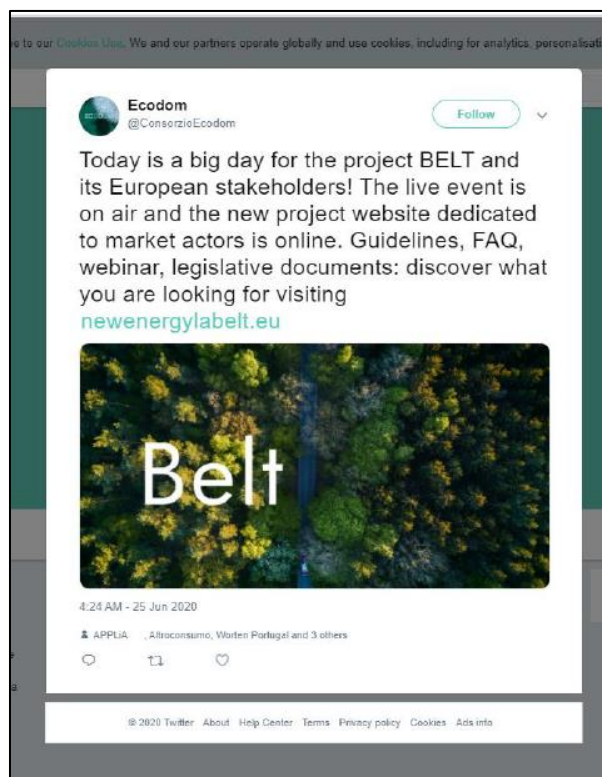 e to our Cookies Use. We and our partners operate globally and use cookies, including for analytics, personalisati
Ecodom
@ConsorzioEcodom
Follow
Today is a big day for the project BELT and
its European stakeholders! The live event is
on air and the new project website dedicated
to market actors is online. Guidelines, FAQ,
webinar, legislative documents: discover what
you are looking for visiting
newenergylabelt.eu
Belt
4:24 AM - 25 Jun 2020
APPLiA , Altroconsumo, Worten Portugal and 3 others
© 2020 Twitter About Help Center Terms Privacy policy Cookies Ads info